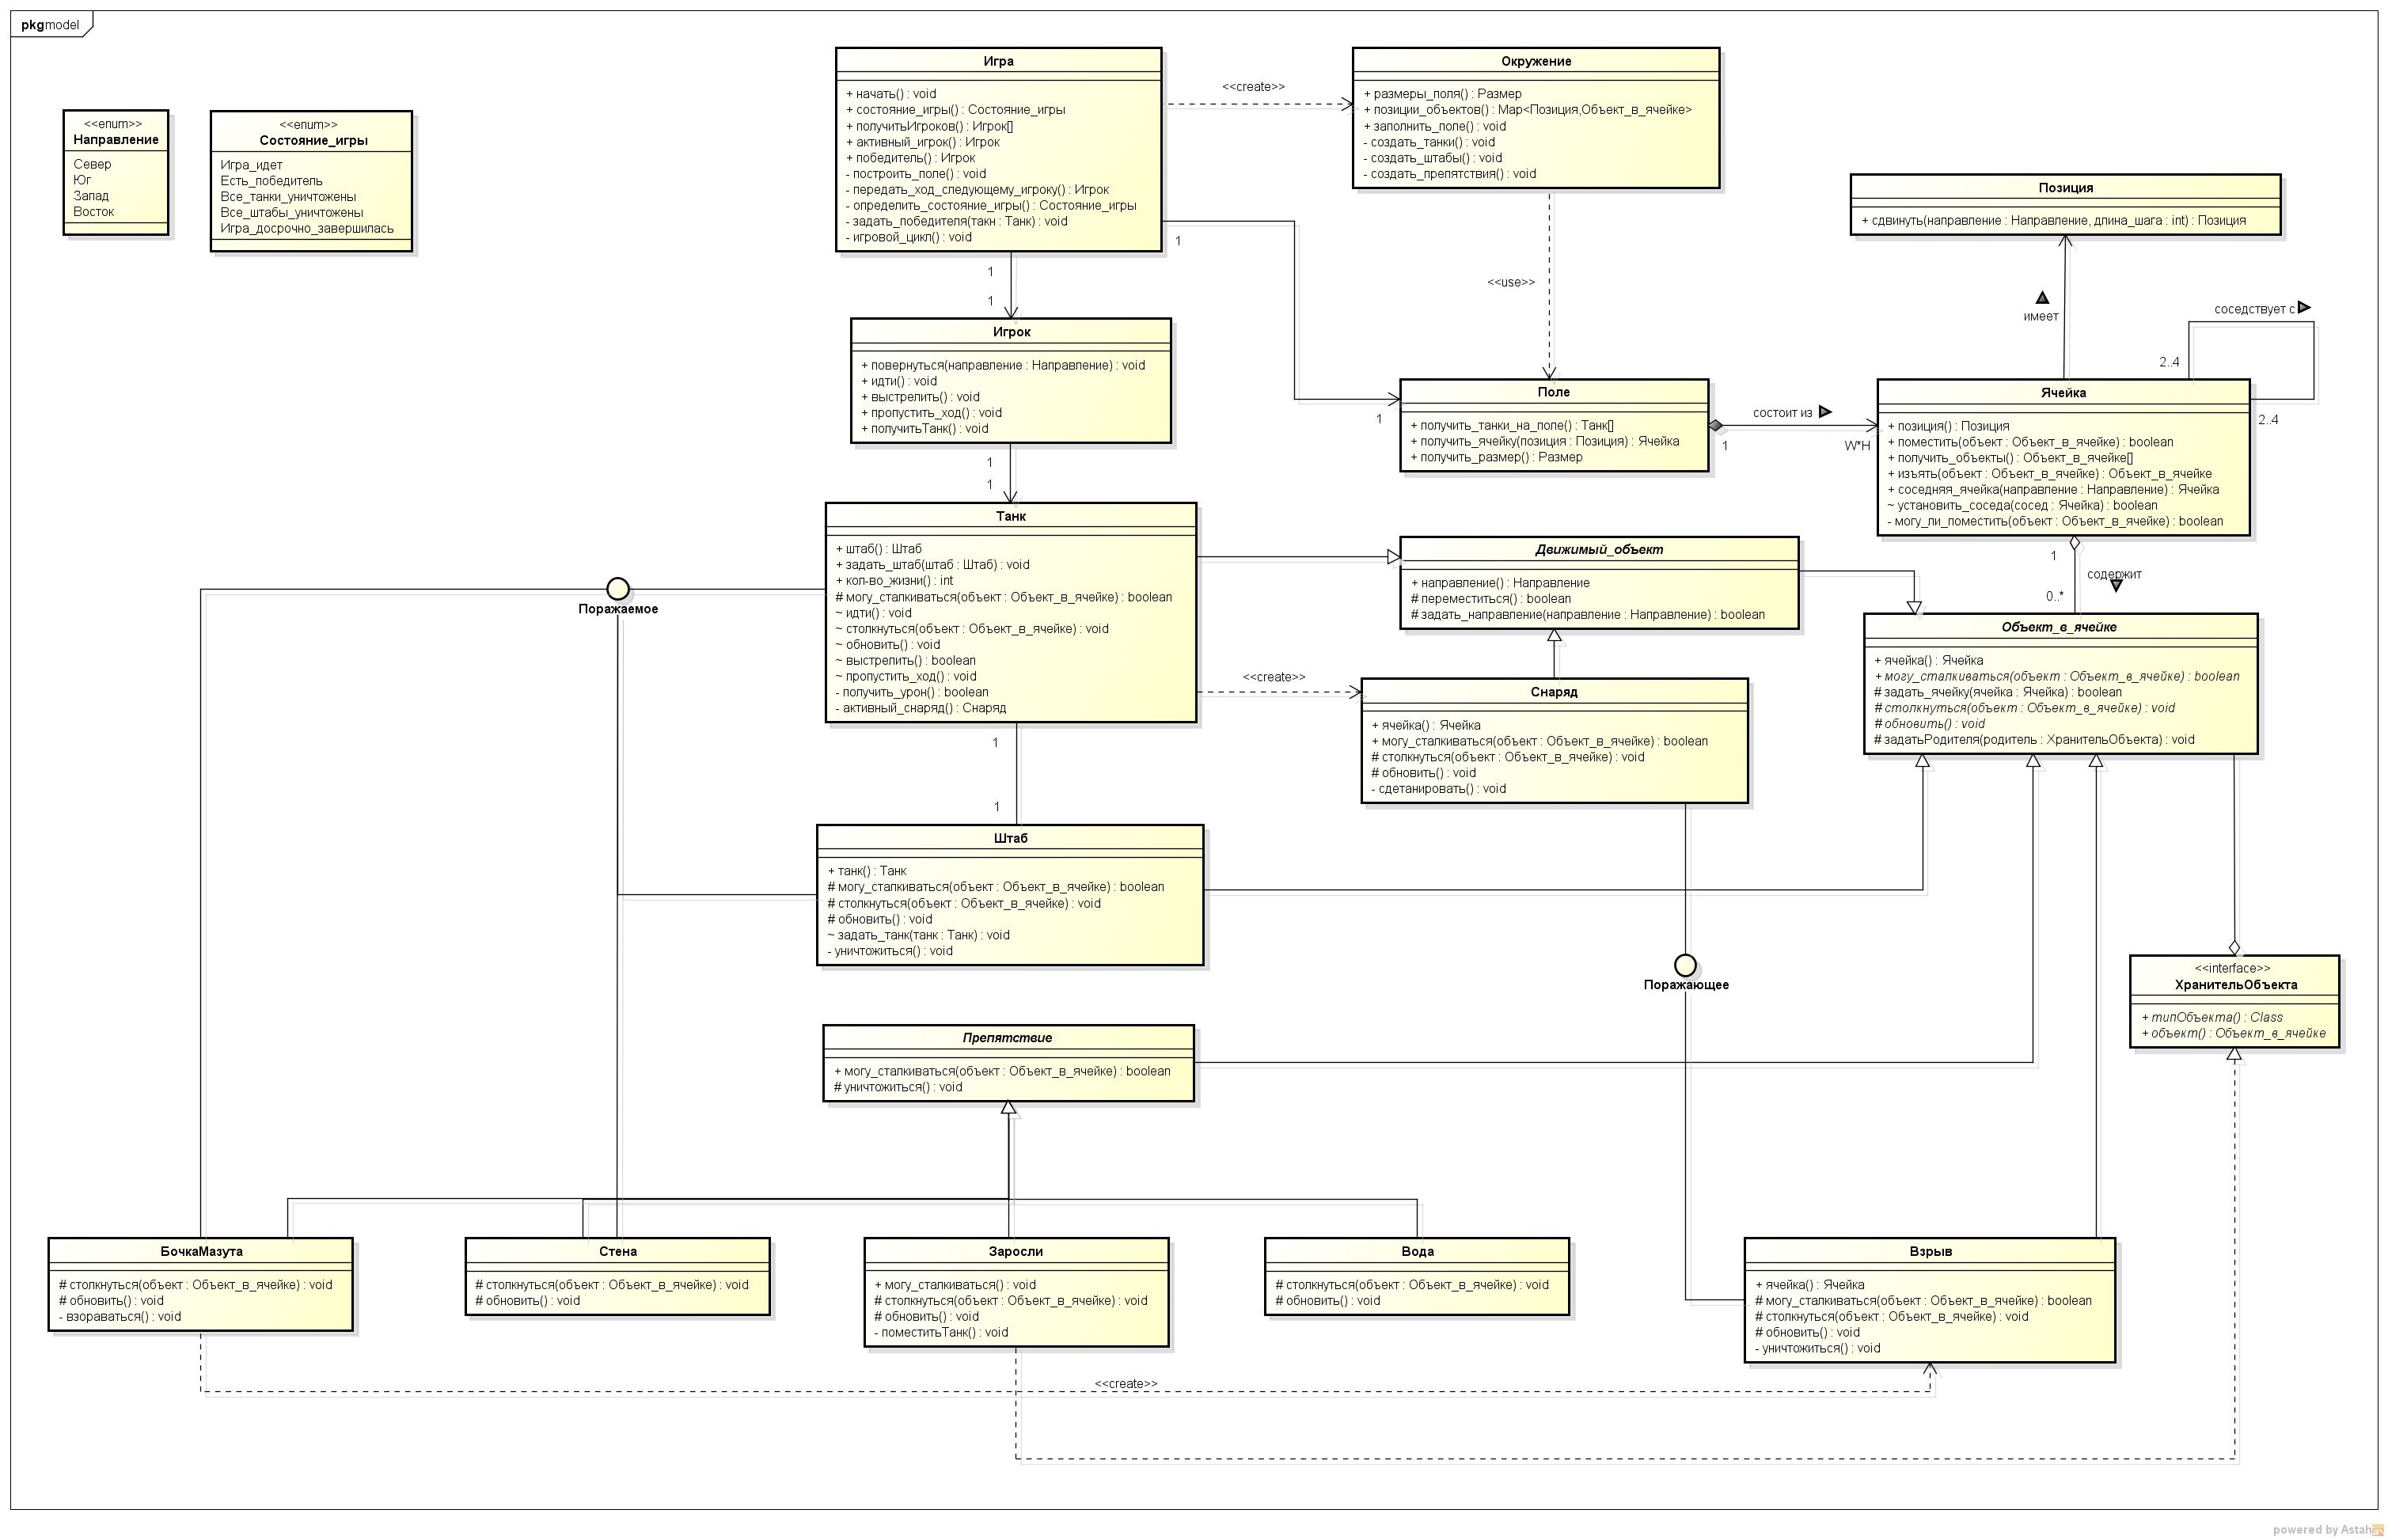 pkg model
<<enum>>
Направление
Север
Юг
Запад
Восток
<<enum>>
Состояние_игры
Игра_идет
Есть_победитель
Все_танки_уничтожены
Все_штабы_уничтожены
Игра_досрочно_завершилась
Игра
+ начать() : void
+ состояние_игры() : Состояние_игры
+ получитьИгроков() : Игрок[]
+ активный_игрок() : Игрок
+ победитель() : Игрок
- построить_поле() : void
- передать_ход_следующему_игроку() : Игрок
- определить_состояние_игры() : Состояние_игры
- задать_победителя(такн : Танк) : void
- игровой_цикл() : void
<<create>>
Окружение
+ размеры_поля() : Размер
+ позиции_объектов() : Map<Позиция,Объект_в_ячейке>
+ заполнить_поле() : void
- создать_танки() : void
- создать_штабы() : void
- создать_препятствия() : void
Позиция
+ сдвинуть(направление : Направление, длина_шага : int) : Позиция
1
1
1
1
<<use>>
имеет
соседствует с
2..4
2..4
Игрок
+ повернуться(направление : Направление) : void
+ идти() : void
+ выстрелить() : void
+ пропустить_ход() : void
+ получитьТанк() : void
Поле
+ получить_танки_на_поле() : Танк[]
+ получить_ячейку(позиция : Позиция) : Ячейка
+ получить_размер() : Размер
состоит из
1
W*H
Ячейка
+ позиция() : Позиция
+ поместить(объект : Объект_в_ячейке) : boolean
+ получить_объекты() : Объект_в_ячейке[]
+ изъять(объект : Объект_в_ячейке) : Объект_в_ячейке
+ соседняя_ячейка(направление : Направление) : Ячейка
~ установить_соседа(сосед : Ячейка) : boolean
- могу_ли_поместить(объект : Объект_в_ячейке) : boolean
1
1
Танк
+ штаб() : Штаб
+ задать_штаб(штаб : Штаб) : void
+ кол-во_жизни() : int
# могу_сталкиваться(объект : Объект_в_ячейке) : boolean
~ идти() : void
~ столкнуться(объект : Объект_в_ячейке) : void
~ обновить() : void
~ выстрелить() : boolean
~ пропустить_ход() : void
- получить_урон() : boolean
- активный_снаряд() : Снаряд
Движимый_объект
+ направление() : Направление
# переместиться() : boolean
# задать_направление(направление : Направление) : boolean
1
содержит
0..*
Поражаемое
Объект_в_ячейке
+ ячейка() : Ячейка
+ могу_сталкиваться(объект : Объект_в_ячейке) : boolean
# задать_ячейку(ячейка : Ячейка) : boolean
# столкнуться(объект : Объект_в_ячейке) : void
# обновить() : void
# задатьРодителя(родитель : ХранительОбъекта) : void
<<create>>
Снаряд
+ ячейка() : Ячейка
+ могу_сталкиваться(объект : Объект_в_ячейке) : boolean
# столкнуться(объект : Объект_в_ячейке) : void
# обновить() : void
- сдетанировать() : void
1
1
Штаб
+ танк() : Танк
# могу_сталкиваться(объект : Объект_в_ячейке) : boolean
# столкнуться(объект : Объект_в_ячейке) : void
# обновить() : void
~ задать_танк(танк : Танк) : void
- уничтожиться() : void
Поражающее
<<interface>>
ХранительОбъекта
+ типОбъекта() : Class
+ объект() : Объект_в_ячейке
Препятствие
+ могу_сталкиваться(объект : Объект_в_ячейке) : boolean
# уничтожиться() : void
БочкаМазута
# столкнуться(объект : Объект_в_ячейке) : void
# обновить() : void
- взораваться() : void
Стена
# столкнуться(объект : Объект_в_ячейке) : void
# обновить() : void
Заросли
+ могу_сталкиваться() : void
# столкнуться(объект : Объект_в_ячейке) : void
# обновить() : void
- поместитьТанк() : void
Вода
# столкнуться(объект : Объект_в_ячейке) : void
# обновить() : void
Взрыв
+ ячейка() : Ячейка
# могу_сталкиваться(объект : Объект_в_ячейке) : boolean
# столкнуться(объект : Объект_в_ячейке) : void
# обновить() : void
- уничтожиться() : void
<<create>>
powered by Astah